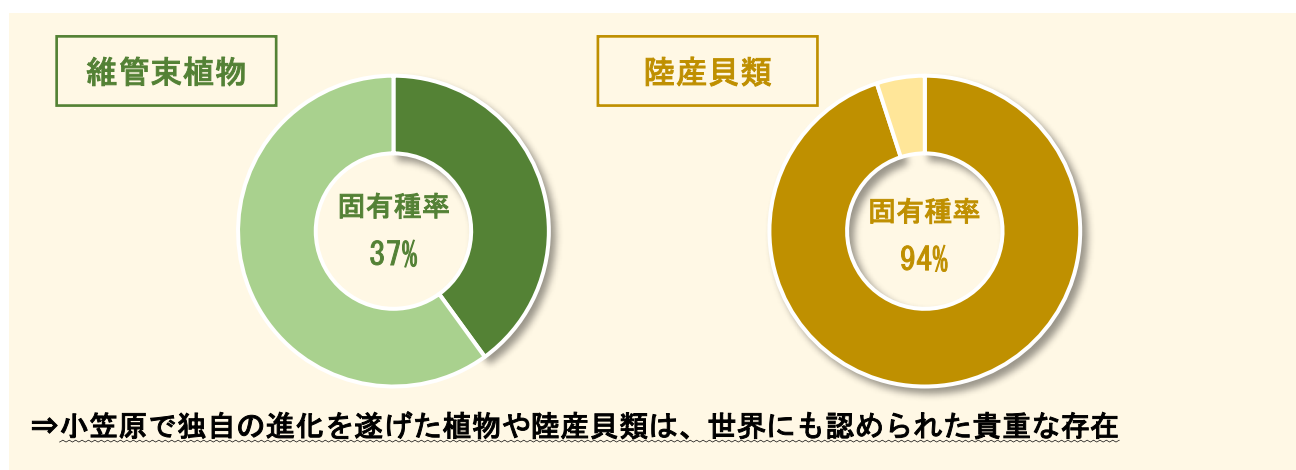 維管束植物
固有種率
37%
陸産貝類
固有種率
94%
⇒小笠原で独自の進化を遂げた植物や陸産貝類は、世界にも認められた貴重な存在